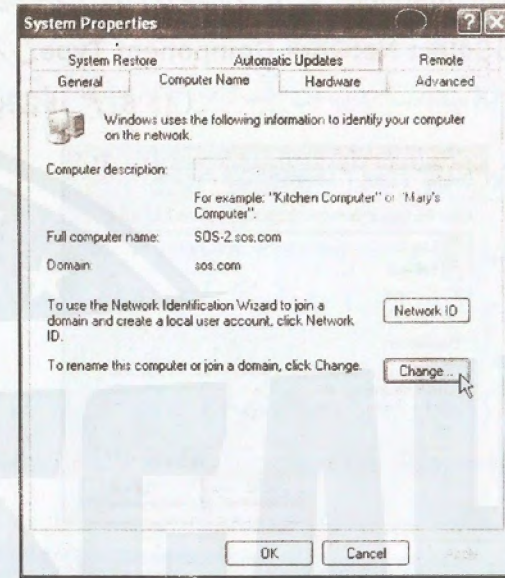 System Properties
System Restore Automatic Updates Remote
General Computer Name Hardware Advanced
Windows uses the following information to identify your computer
on the network.
Computer description:
For example: "Kitchen Computer" or "Mary's
Computer".
Full computer name: SOS-2.sos.com
Domain: sos.com
To use the Network Identification Wizard to join a
domain and create a local user account, click Network
ID.
Network ID
To rename this computer or join a domain, click Change.
Change...
OK Cancel Apply